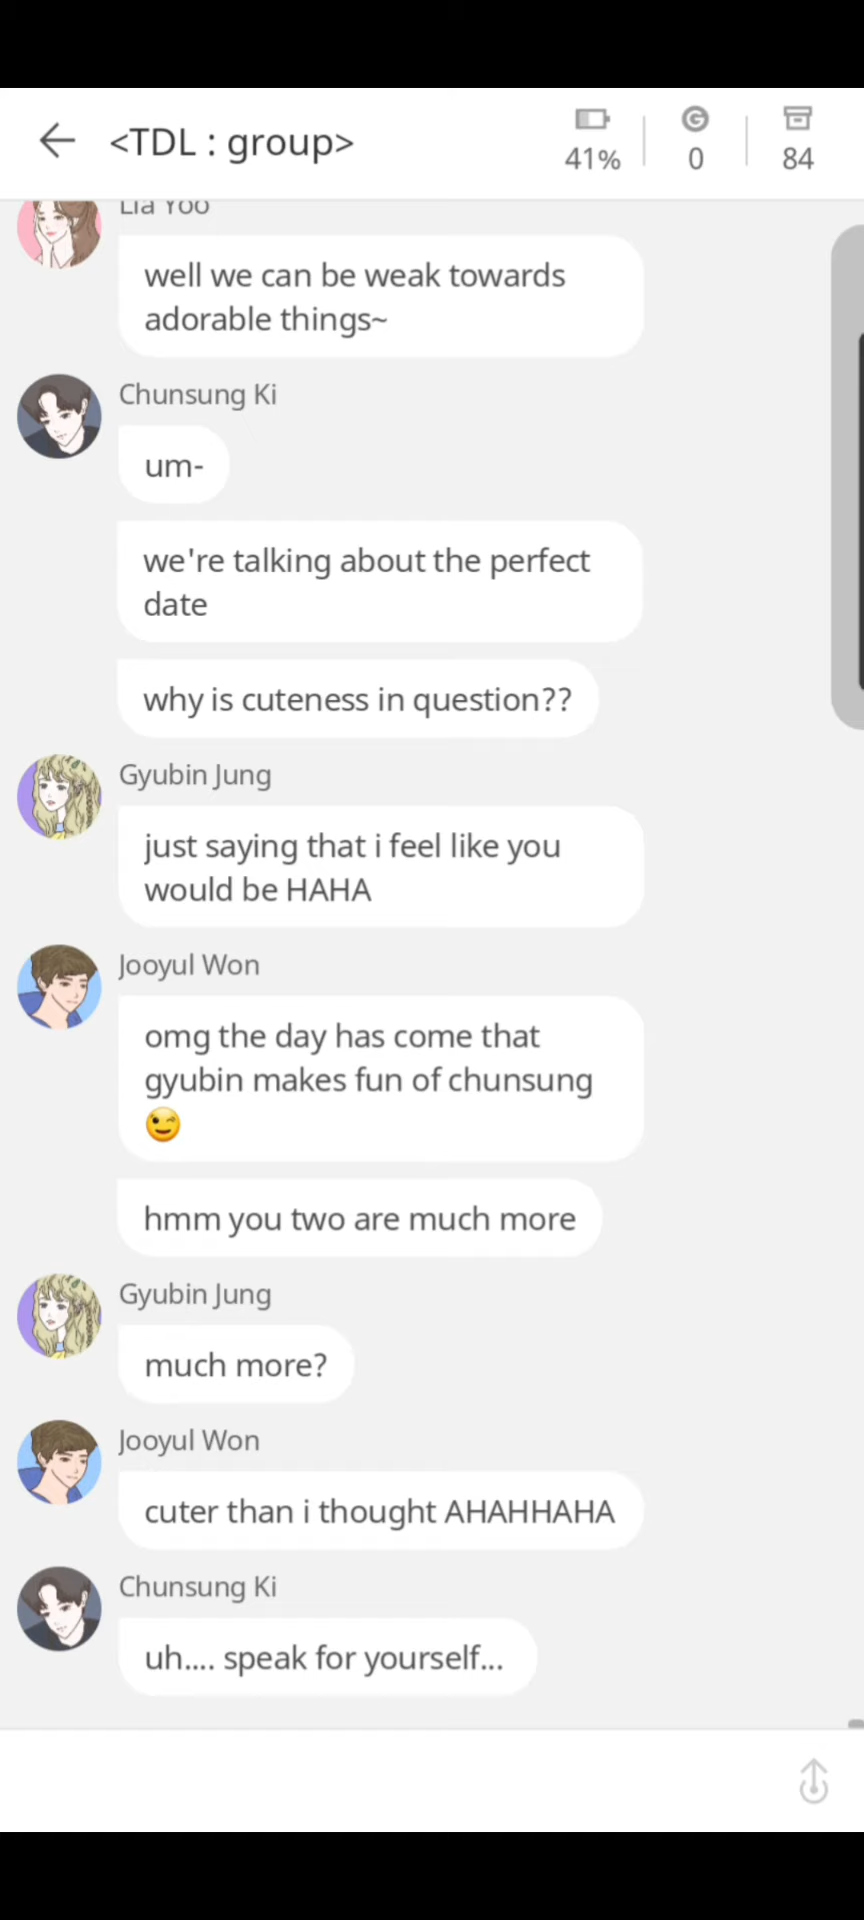 <TDL : group>
41%
0
84
Lia Yoo
well we can be weak towards
adorable things~
Chunsung Ki
um-
we're talking about the perfect
date
why is cuteness in question??
Gyubin Jung
just saying that i feel like you
would be HAHA
Jooyul Won
omg the day has come that
gyubin makes fun of chunsung
😉
hmm you two are much more
Gyubin Jung
much more?
Jooyul Won
cuter than i thought AHAHHAHA
Chunsung Ki
uh.... speak for yourself...